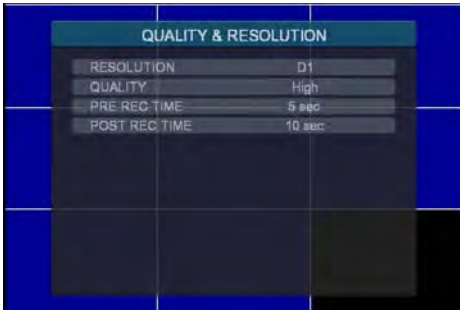 QUALITY & RESOLUTION
RESOLUTION D1
QUALITY High
PRE REC TIME 5 sec
POST REC TIME 10 sec